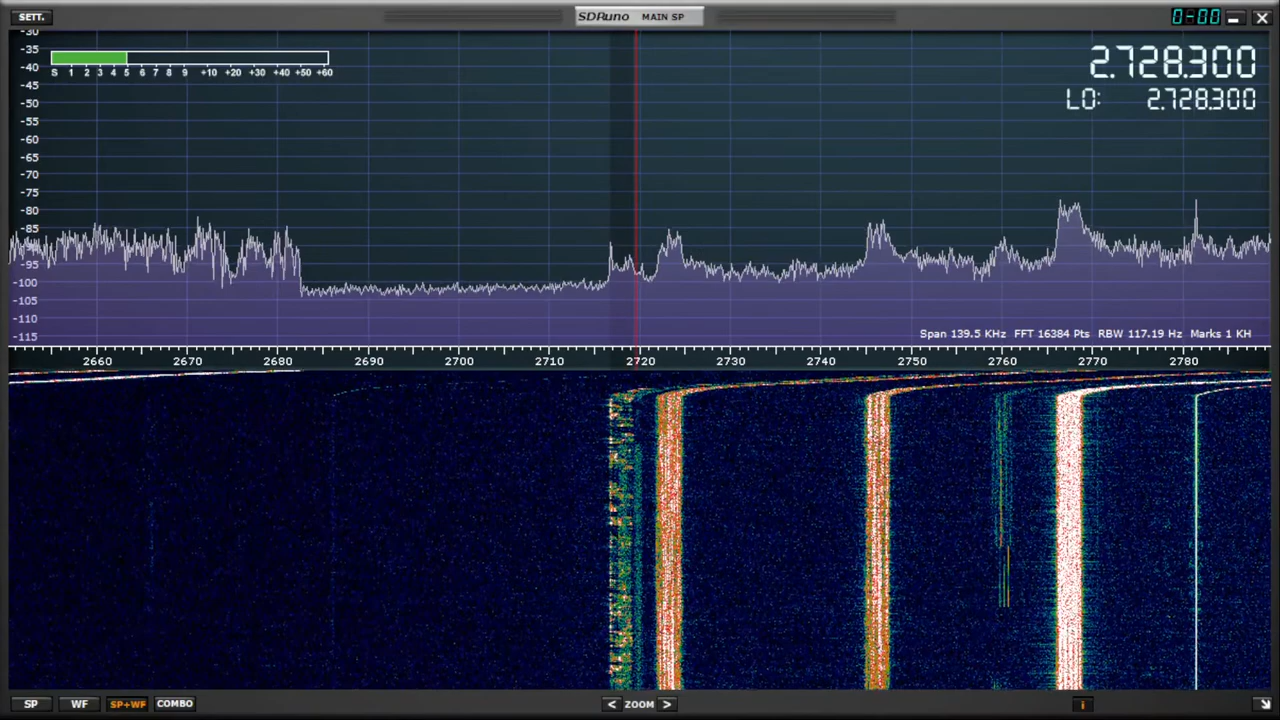 SETT.
SDRuno MAIN SP
0-00
-30
-35
-40
-45
-50
-55
-60
-65
-70
-75
-80
-85
-90
-95
-100
-105
-110
-115
S 1 2 3 4 5 6 7 8 9 +10 +20 +30 +40 +50 +60
2.728.300
LO: 2.728.300
Span 139.5 KHz FFT 16384 Pts RBW 117.19 Hz Marks 1 KH
2660 2670 2680 2690 2700 2710 2720 2730 2740 2750 2760 2770 2780
SP WF SP+WF COMBO < ZOOM > i